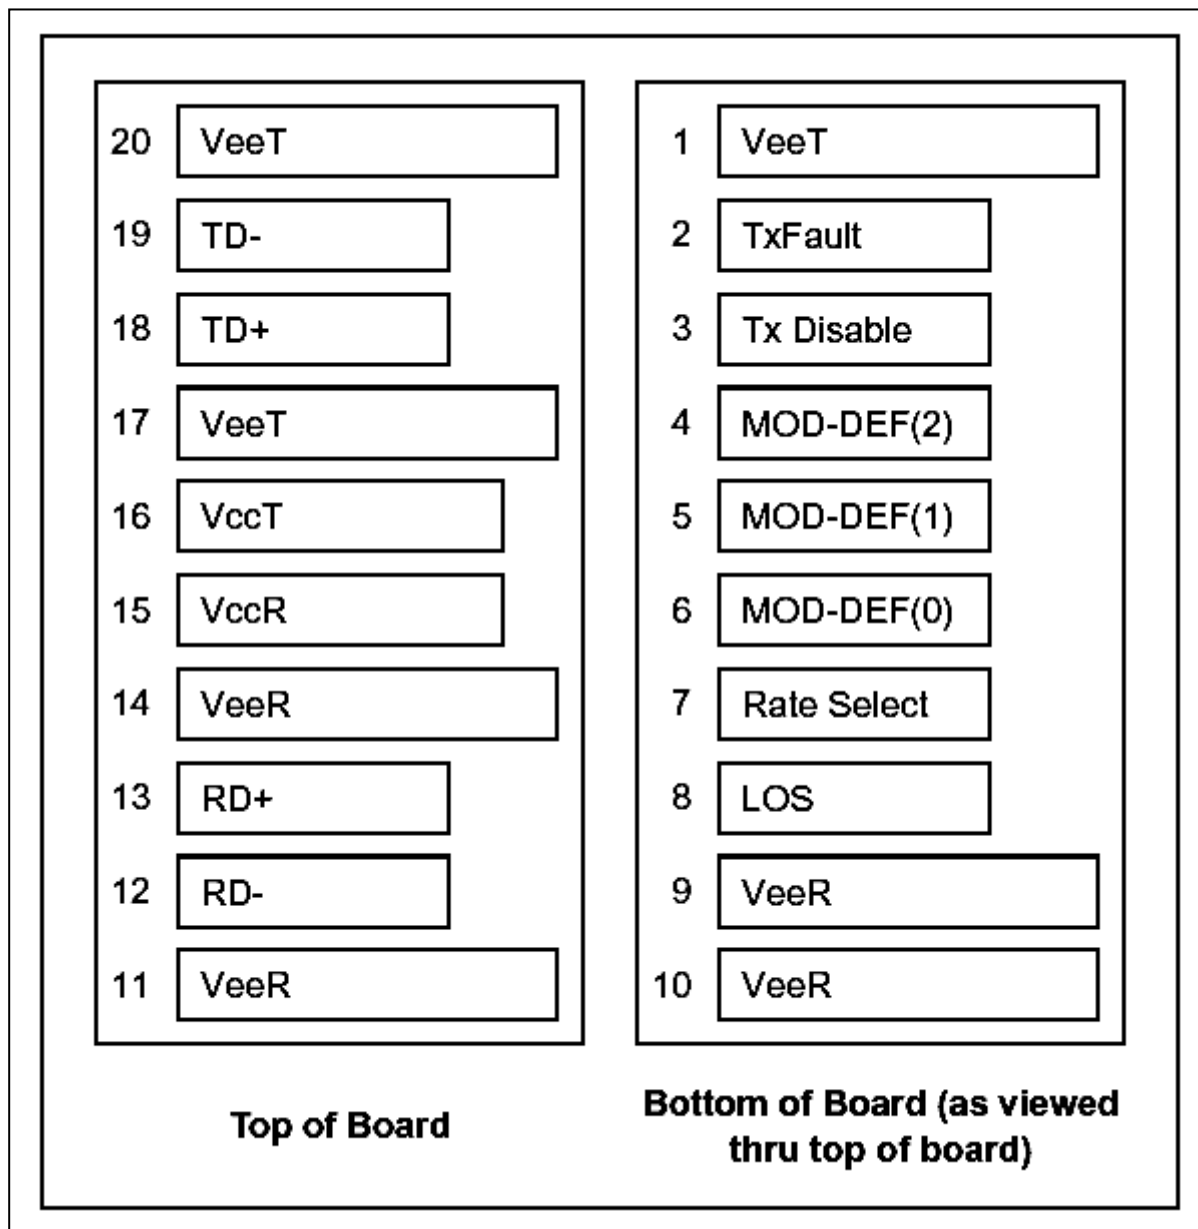 20 VeeT
19 TD-
18 TD+
17 VeeT
16 VccT
15 VccR
14 VeeR
13 RD+
12 RD-
11 VeeR
Top of Board
1 VeeT
2 TxFault
3 Tx Disable
4 MOD-DEF(2)
5 MOD-DEF(1)
6 MOD-DEF(0)
7 Rate Select
8 LOS
9 VeeR
10 VeeR
Bottom of Board (as viewed
thru top of board)